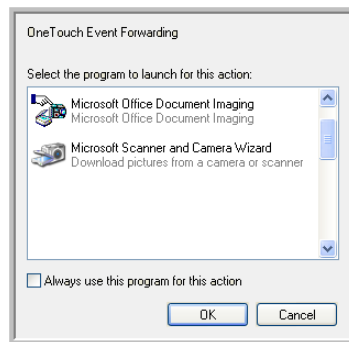 OneTouch Event Forwarding
Select the program to launch for this action:
Microsoft Office Document Imaging
Microsoft Office Document Imaging
Microsoft Scanner and Camera Wizard
Download pictures from a camera or scanner
Always use this program for this action
OK
Cancel